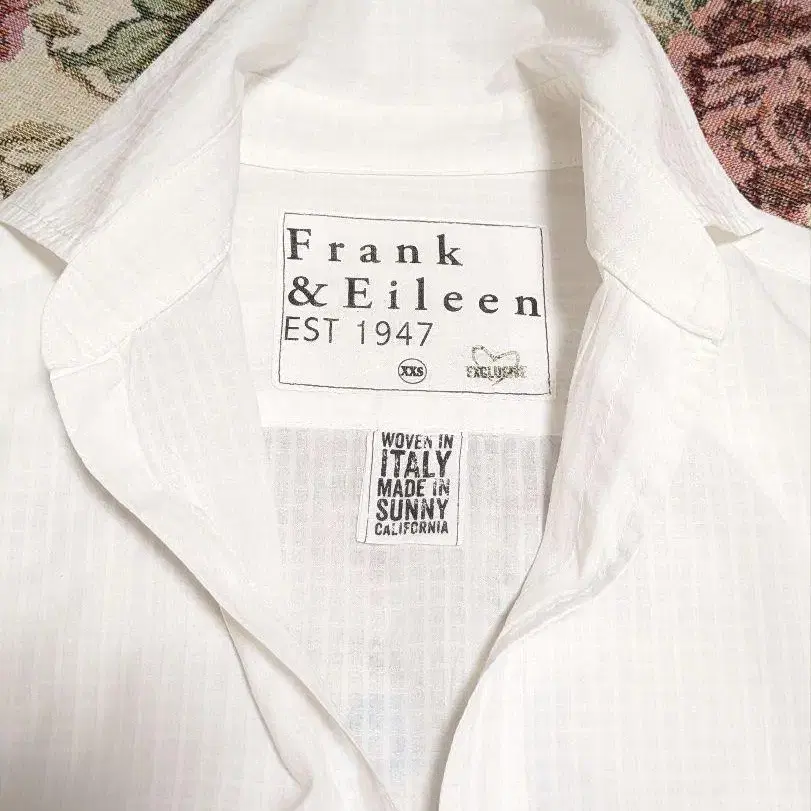 Frank
& Eileen
EST 1947
XXS
EXCLUSIVE
WOVEN IN
ITALY
MADE IN
SUNNY
CALIFORNIA